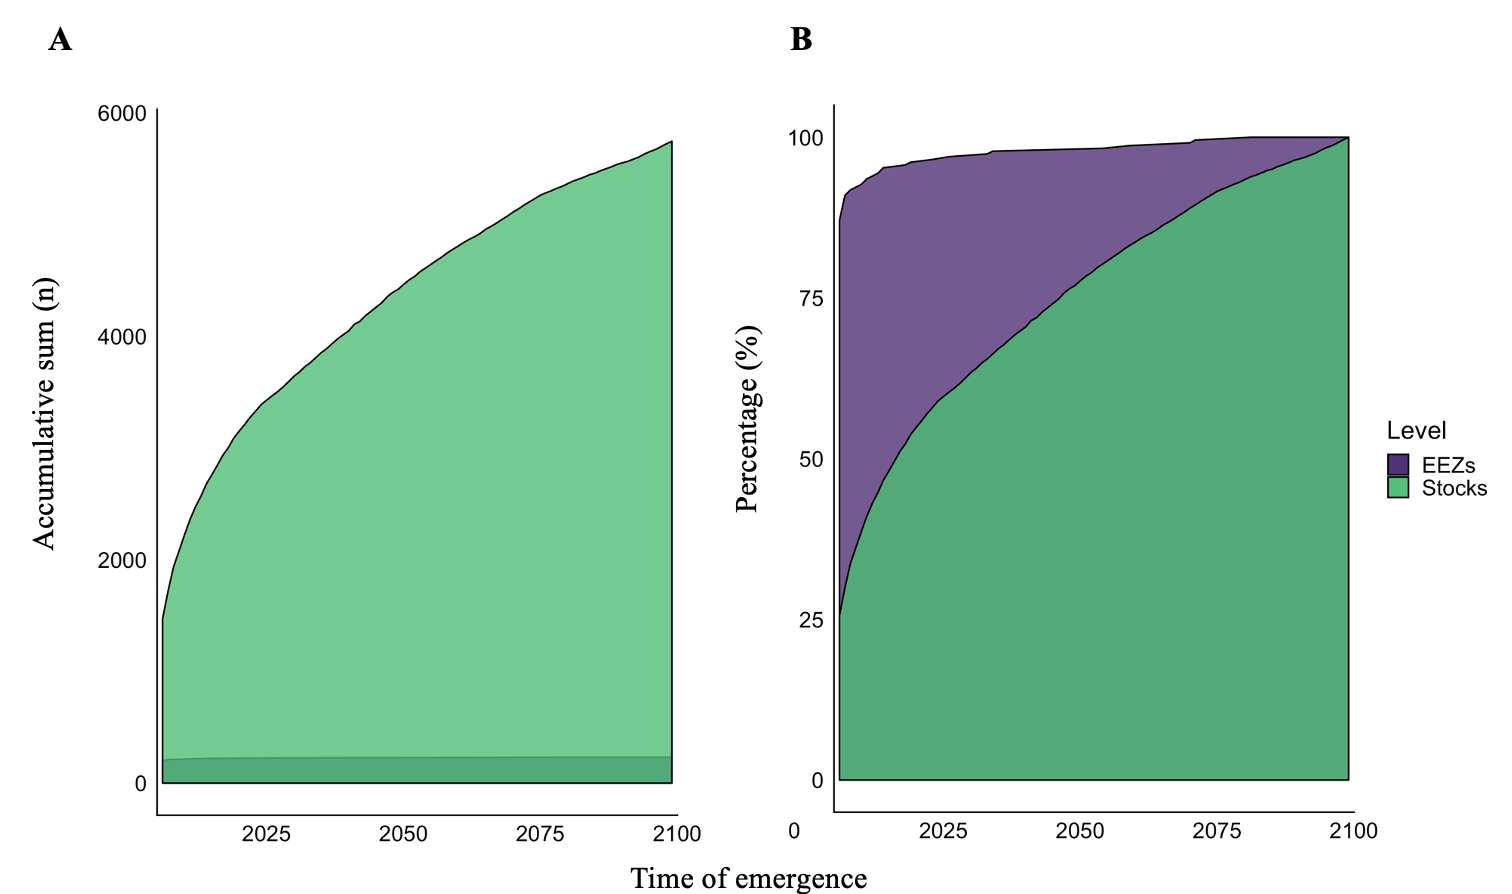 A
B
Accumulative sum (n)
6000
4000
2000
0
2025 2050 2075 2100
Percentage (%)
100
75
50
25
0
0 2025 2050 2075 2100
Level
EEZs
Stocks
Time of emergence